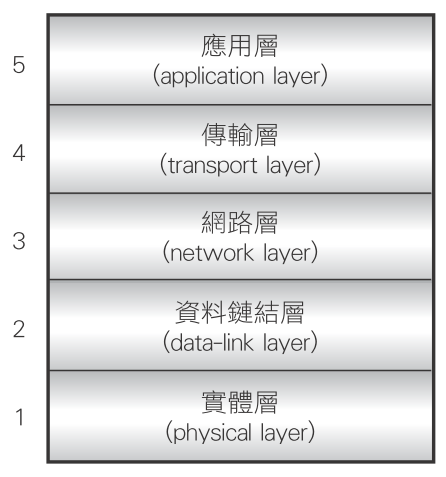 5
應用層
(application layer)
4
傳輸層
(transport layer)
3
網路層
(network layer)
2
資料鏈結層
(data-link layer)
1
實體層
(physical layer)